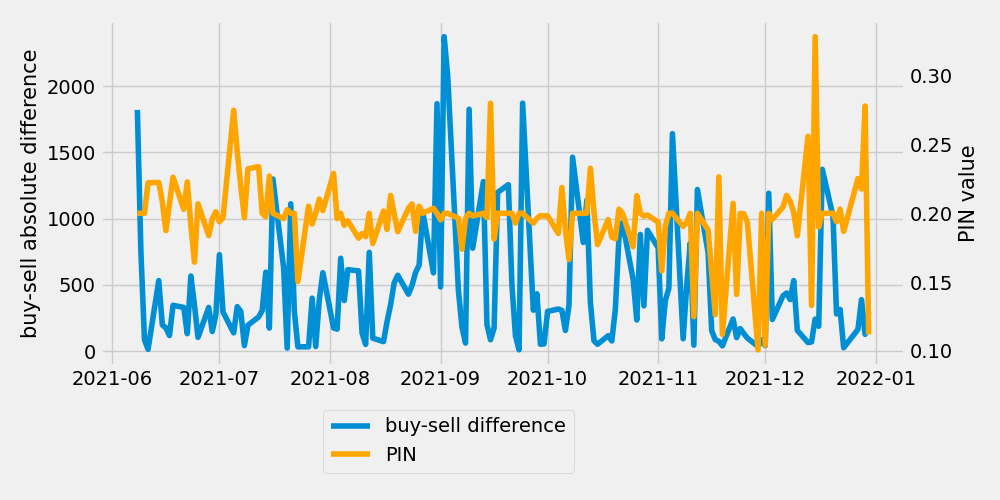 buy-sell absolute difference
2000
1500
1000
500
0
0.30
0.25
0.20
0.15
0.10
PIN value
2021-06 2021-07 2021-08 2021-09 2021-10 2021-11 2021-12 2022-01
buy-sell difference
PIN